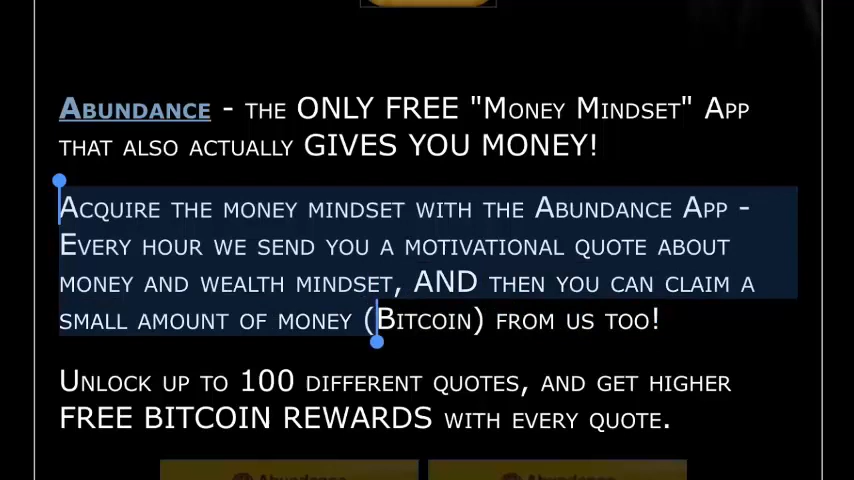 Abundance - the ONLY FREE "Money Mindset" App
that also actually GIVES YOU MONEY!
Acquire the money mindset with the Abundance App -
Every hour we send you a motivational quote about
money and wealth mindset, AND then you can claim a
small amount of money (Bitcoin) from us too!
Unlock up to 100 different quotes, and get higher
FREE BITCOIN REWARDS with every quote.
Abundance Abundance